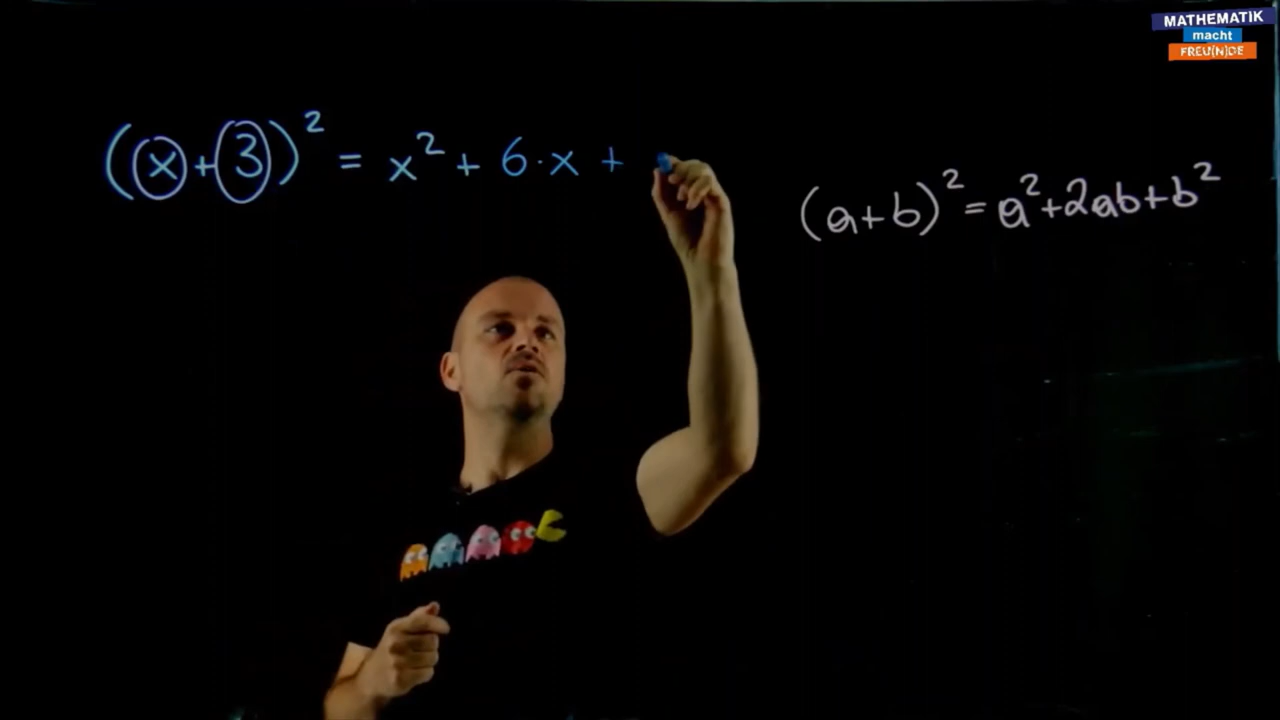 MATHEMATIK
macht
FREU(N)DE
(x+3)² = x² + 6·x +
(a+b)² = a²+2ab+b²